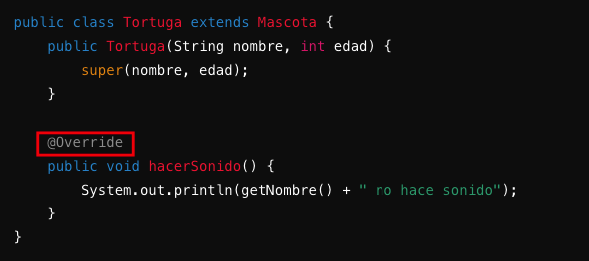 public class Tortuga extends Mascota {
public Tortuga(String nombre, int edad) {
super(nombre, edad);
}
@Override
public void hacerSonido() {
System.out.println(getNombre() + " ro hace sonido");
}
}